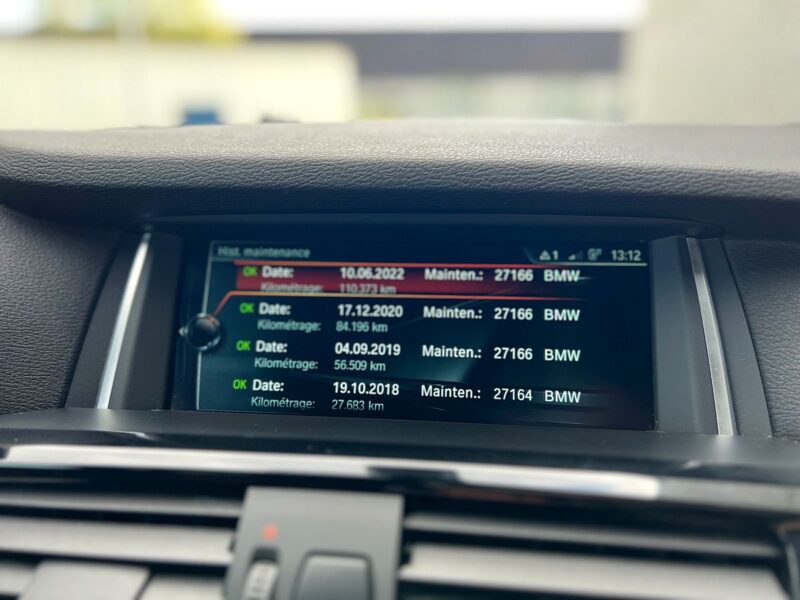 Hist. maintenance 1 13:12
OK Date: 10.06.2022 Mainten.: 27166 BMW
Kilométrage: 110.373 km
OK Date: 17.12.2020 Mainten.: 27166 BMW
Kilométrage: 84.196 km
OK Date: 04.09.2019 Mainten.: 27166 BMW
Kilométrage: 56.509 km
OK Date: 19.10.2018 Mainten.: 27164 BMW
Kilométrage: 27.683 km